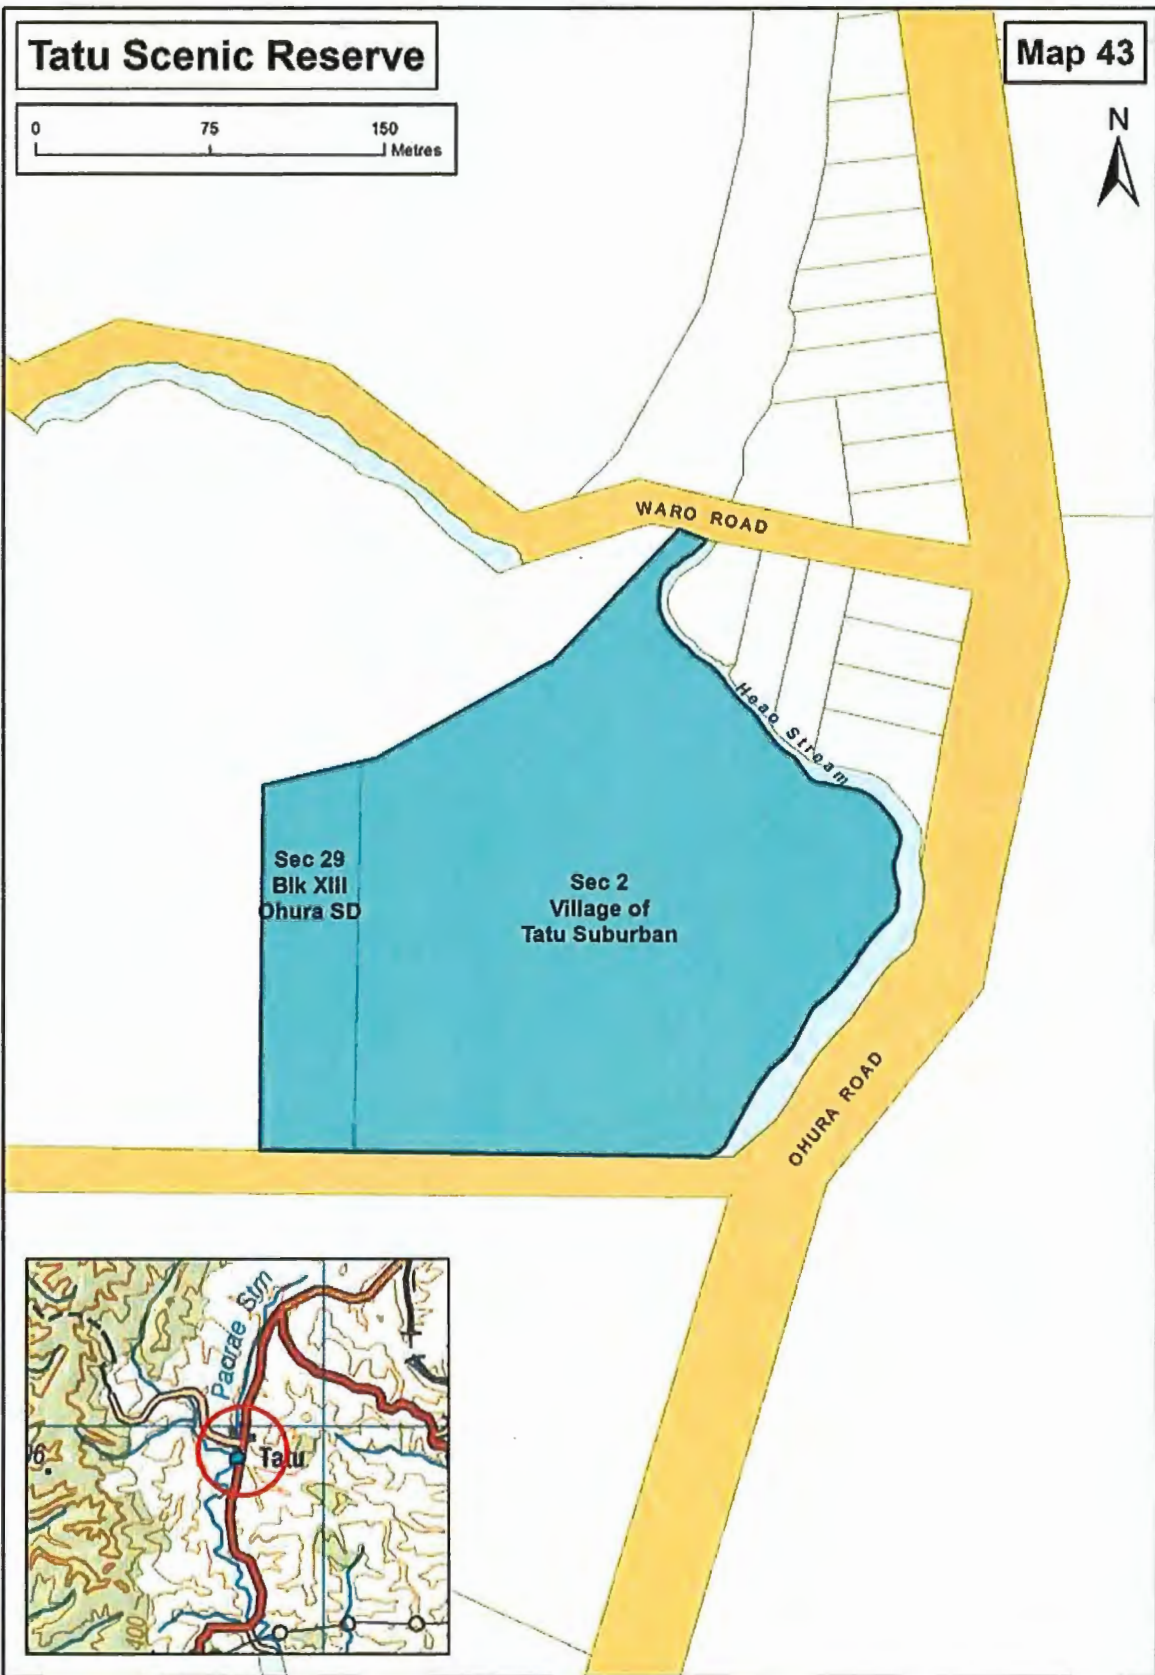 Tatu Scenic Reserve
Map 43
0 75 150
Metres
N
WARO ROAD
Heao Stream
Sec 29
Blk XIII
Ohura SD
Sec 2
Village of
Tatu Suburban
OHURA ROAD
Paorae Stm
Tatu
400